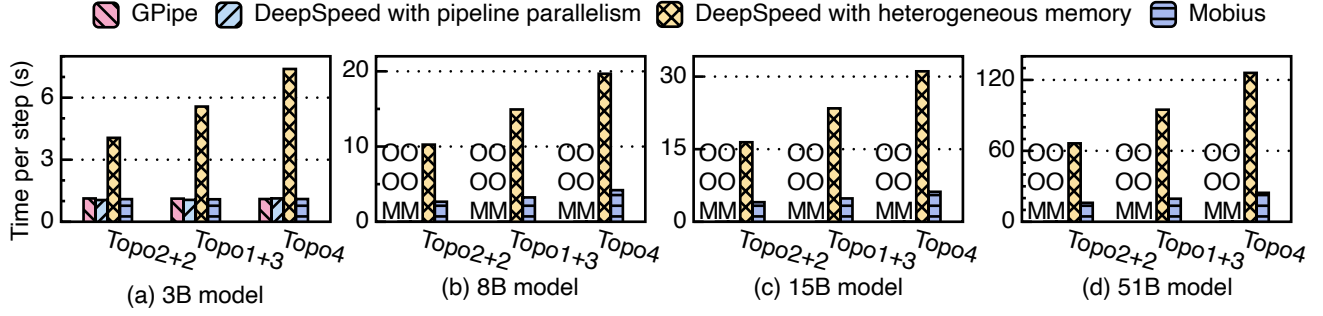 GPipe DeepSpeed with pipeline parallelism DeepSpeed with heterogeneous memory Mobius
Time per step (s)
6
3
0
Topo2+2 Topo1+3 Topo4
(a) 3B model
20
10
0
OO OO OO
OO OO OO
MM MM MM
Topo2+2 Topo1+3 Topo4
(b) 8B model
30
15
0
OO OO OO
OO OO OO
MM MM MM
Topo2+2 Topo1+3 Topo4
(c) 15B model
120
60
0
OO OO OO
OO OO OO
MM MM MM
Topo2+2 Topo1+3 Topo4
(d) 51B model